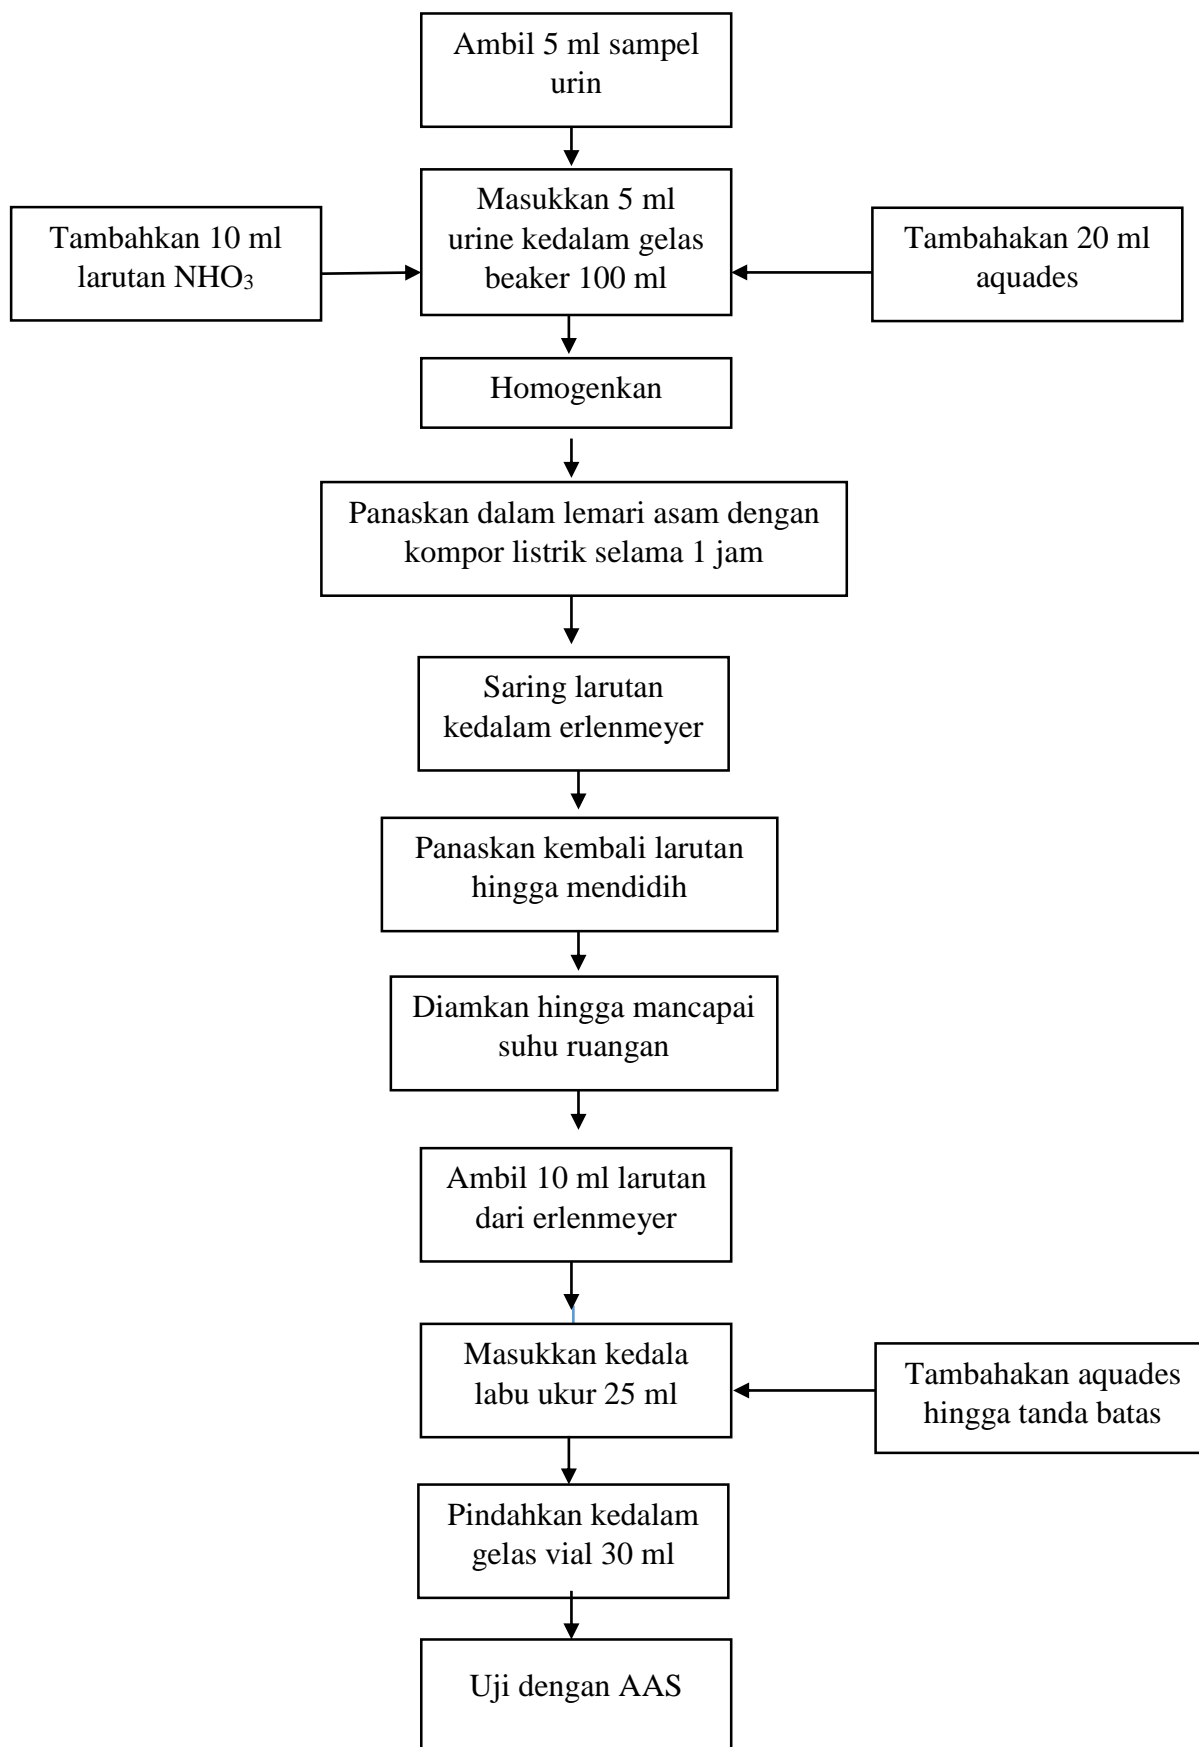 Ambil 5 ml sampel
urin
Masukkan 5 ml
urine kedalam gelas
beaker 100 ml
Tambahkan 10 ml
larutan NHO₃
Tambahakan 20 ml
aquades
Homogenkan
Panaskan dalam lemari asam dengan
kompor listrik selama 1 jam
Saring larutan
kedalam erlenmeyer
Panaskan kembali larutan
hingga mendidih
Diamkan hingga mancapai
suhu ruangan
Ambil 10 ml larutan
dari erlenmeyer
Masukkan kedala
labu ukur 25 ml
Tambahakan aquades
hingga tanda batas
Pindahkan kedalam
gelas vial 30 ml
Uji dengan AAS